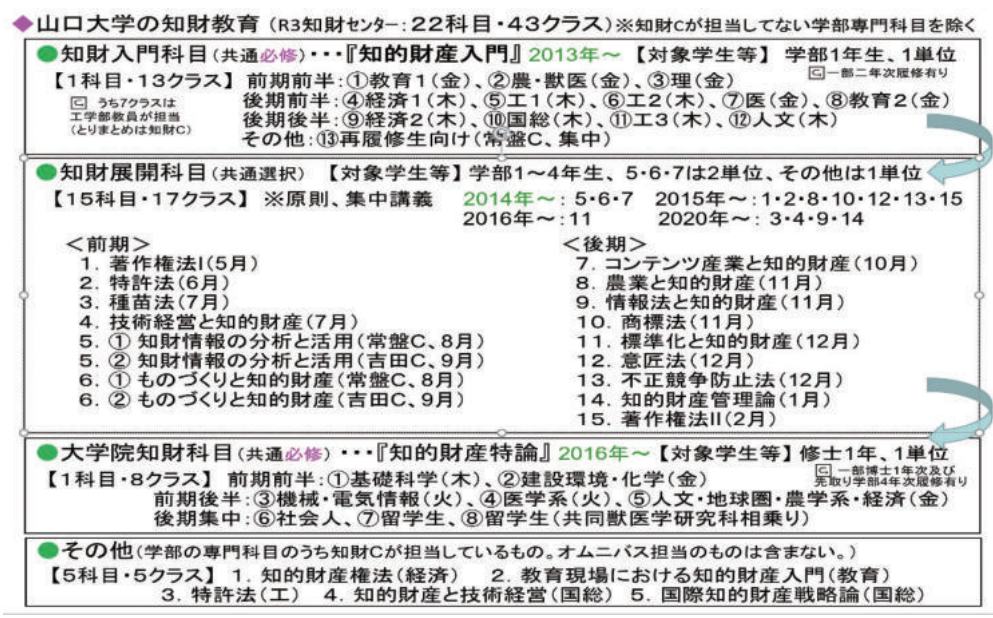 ◆山口大学の知財教育（R3知財センター：22科目・43クラス）※知財Cが担当してない学部専門科目を除く
●知財入門科目（共通必修）・・・『知的財産入門』2013年～【対象学生等】 学部1年生、1単位
一部二年次履修有り
【1科目・13クラス】 前期前半：①教育1（金）、②農・獣医（金）、③理（金）
うち7クラスは
工学部教員が担当
（とりまとめは知財C）
後期前半：④経済1（木）、⑤工1（木）、⑥工2（木）、⑦医（金）、⑧教育2（金）
後期後半：⑨経済2（木）、⑩国総（木）、⑪工3（木）、⑫人文（木）
その他：⑬再履修生向け（常盤C、集中）
●知財展開科目（共通選択） 【対象学生等】学部1～4年生、5・6・7は2単位、その他は1単位
【15科目・17クラス】 ※原則、集中講義 2014年～：5・6・7 2015年～：1・2・8・10・12・13・15
2016年～：11 2020年～：3・4・9・14
＜前期＞
1. 著作権法I（5月）
2. 特許法（6月）
3. 種苗法（7月）
4. 技術経営と知的財産（7月）
5. ① 知財情報の分析と活用（常盤C、8月）
5. ② 知財情報の分析と活用（吉田C、9月）
6. ① ものづくりと知的財産（常盤C、8月）
6. ② ものづくりと知的財産（吉田C、9月）
＜後期＞
7. コンテンツ産業と知的財産（10月）
8. 農業と知的財産（11月）
9. 情報法と知的財産（11月）
10. 商標法（11月）
11. 標準化と知的財産（12月）
12. 意匠法（12月）
13. 不正競争防止法（12月）
14. 知的財産管理論（1月）
15. 著作権法II（2月）
●大学院知財科目（共通必修）・・・『知的財産特論』2016年～【対象学生等】修士1年、1単位
一部博士1年次及び
先取り学部4年次履修有り
【1科目・8クラス】 前期前半：①基礎科学（木）、②建設環境・化学（金）
前期後半：③機械・電気情報（火）、④医学系（火）、⑤人文・地球圏・農学系・経済（金）
後期集中：⑥社会人、⑦留学生、⑧留学生（共同獣医学研究科相乗り）
●その他（学部の専門科目のうち知財Cが担当しているもの。オムニバス担当のものは含まない。）
【5科目・5クラス】 1. 知的財産権法（経済） 2. 教育現場における知的財産入門（教育）
3. 特許法（工） 4. 知的財産と技術経営（国総） 5. 国際知的財産戦略論（国総）